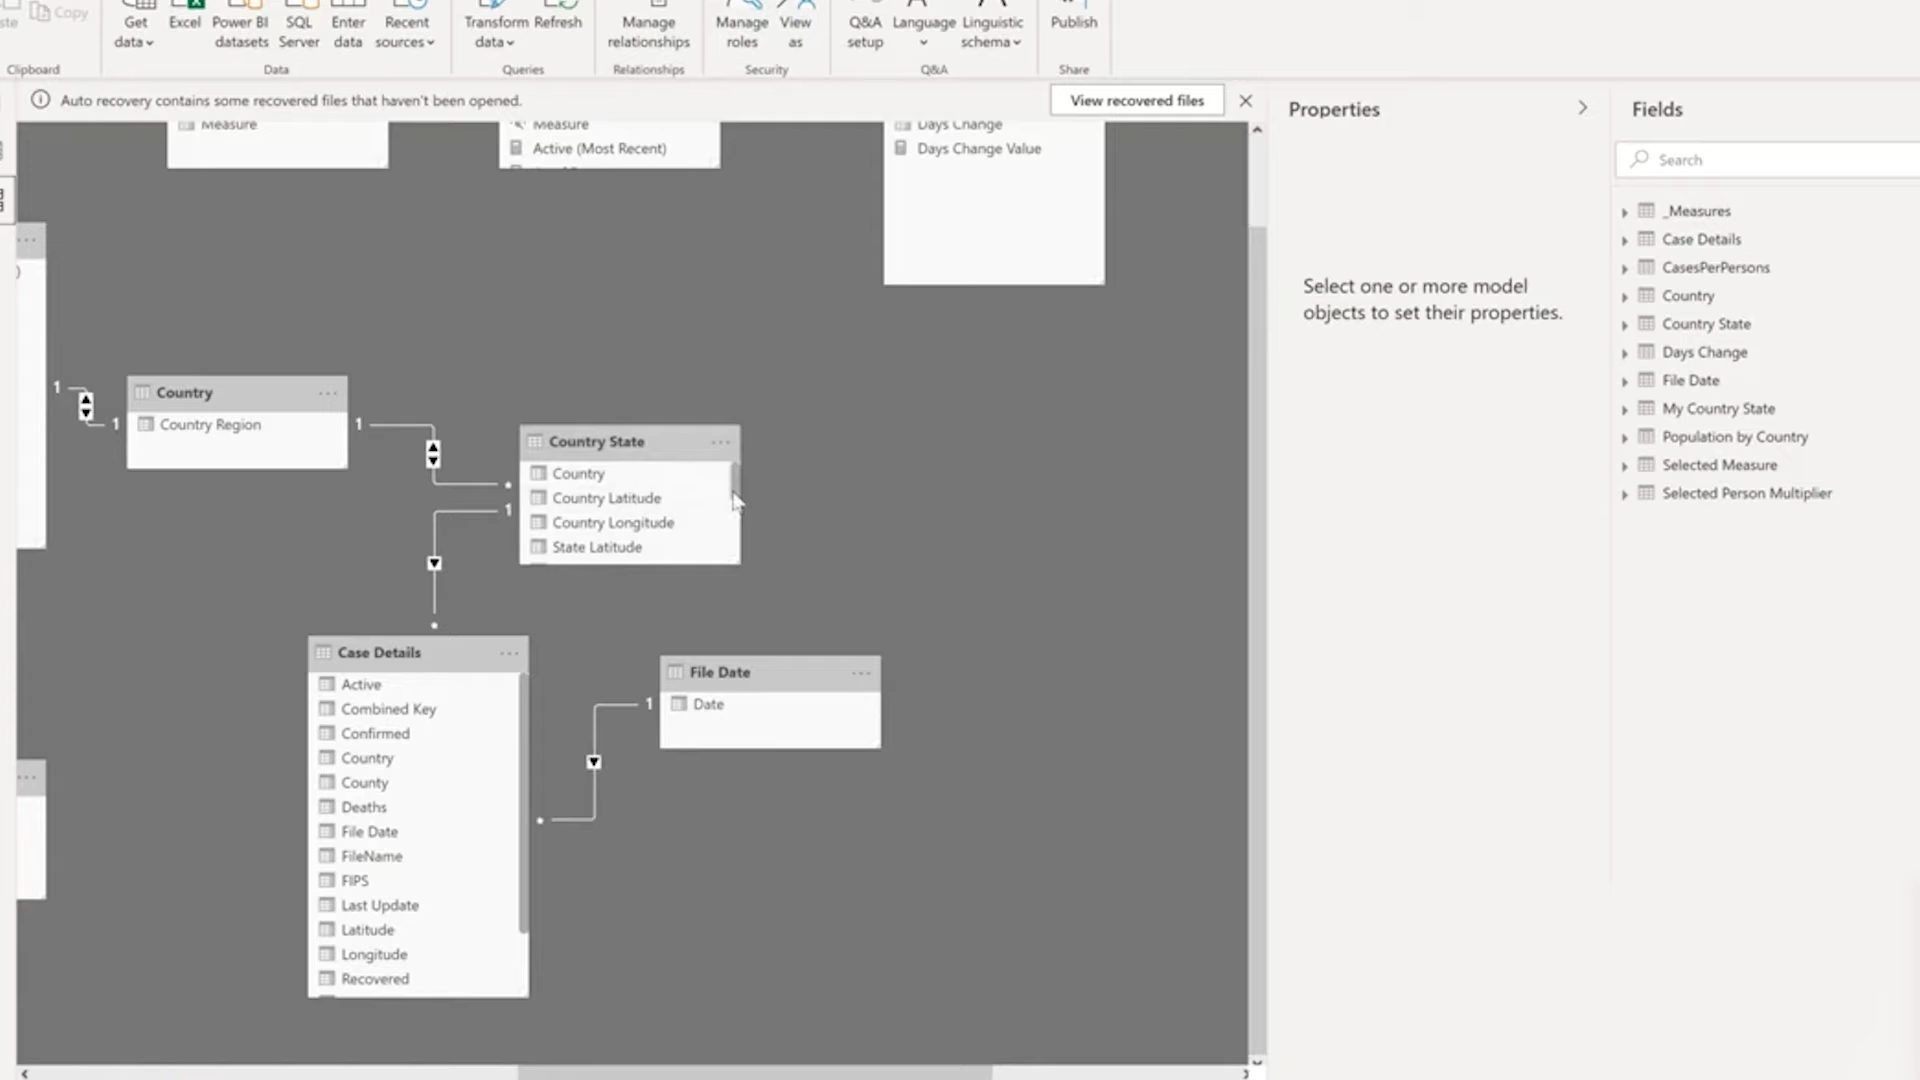 Copy
Get data
Excel
Power BI datasets
SQL Server
Enter data
Recent sources
Transform data
Refresh
Manage relationships
Manage roles
View as
Q&A setup
Language
Linguistic schema
Publish
Clipboard
Data
Queries
Relationships
Security
Q&A
Share
Auto recovery contains some recovered files that haven't been opened.
View recovered files
Measure
Measure
Active (Most Recent)
Days Change
Days Change Value
1
1
Country
Country Region
1
*
1
Country State
Country
Country Latitude
Country Longitude
State Latitude
*
Case Details
Active
Combined Key
Confirmed
Country
County
Deaths
File Date
FileName
FIPS
Last Update
Latitude
Longitude
Recovered
1
*
File Date
Date
Properties
Select one or more model
objects to set their properties.
Fields
Search
_Measures
Case Details
CasesPerPersons
Country
Country State
Days Change
File Date
My Country State
Population by Country
Selected Measure
Selected Person Multiplier